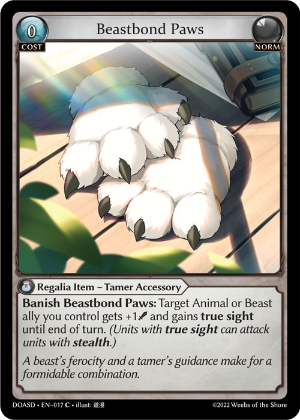 Beastbond Paws
0
COST
NORM
Regalia Item – Tamer Accessory
Banish Beastbond Paws: Target Animal or Beast
ally you control gets +1 and gains true sight
until end of turn. (Units with true sight can attack
units with stealth.)
A beast's ferocity and a tamer's guidance make for a
formidable combination.
DOASD • EN-017 C • illust.
©2022 Weebs of the Shore